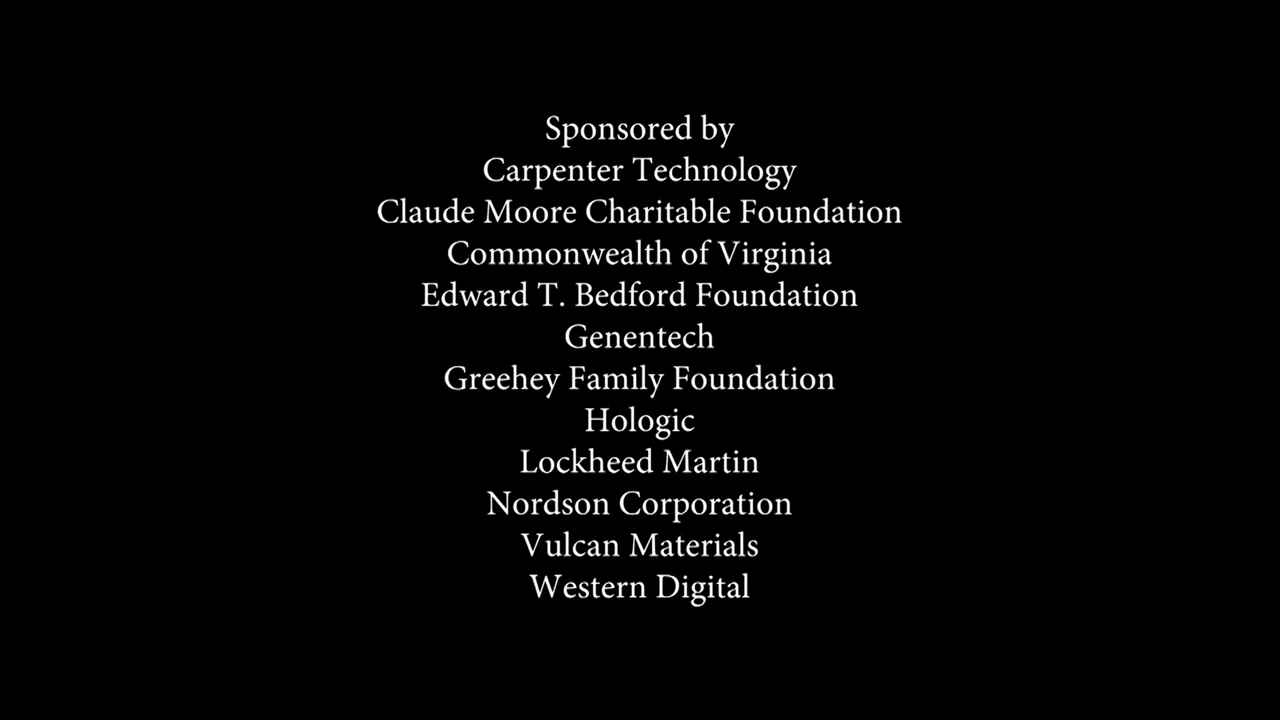 Sponsored by
Carpenter Technology
Claude Moore Charitable Foundation
Commonwealth of Virginia
Edward T. Bedford Foundation
Genentech
Greehey Family Foundation
Hologic
Lockheed Martin
Nordson Corporation
Vulcan Materials
Western Digital